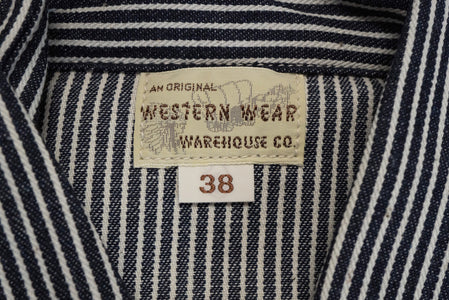 AN ORIGINAL
WESTERN WEAR
WAREHOUSE CO.
38